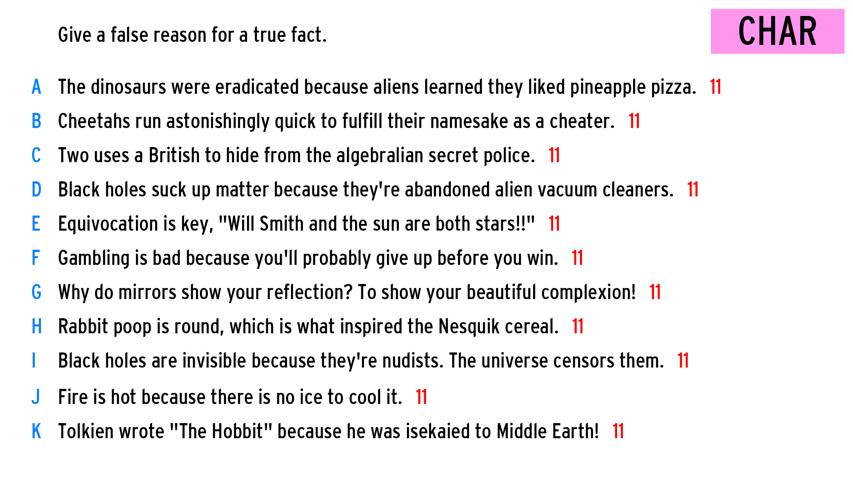 Give a false reason for a true fact.
CHAR
A The dinosaurs were eradicated because aliens learned they liked pineapple pizza. 11
B Cheetahs run astonishingly quick to fulfill their namesake as a cheater. 11
C Two uses a British to hide from the algebralian secret police. 11
D Black holes suck up matter because they're abandoned alien vacuum cleaners. 11
E Equivocation is key, "Will Smith and the sun are both stars!!" 11
F Gambling is bad because you'll probably give up before you win. 11
G Why do mirrors show your reflection? To show your beautiful complexion! 11
H Rabbit poop is round, which is what inspired the Nesquik cereal. 11
I Black holes are invisible because they're nudists. The universe censors them. 11
J Fire is hot because there is no ice to cool it. 11
K Tolkien wrote "The Hobbit" because he was isekaied to Middle Earth! 11